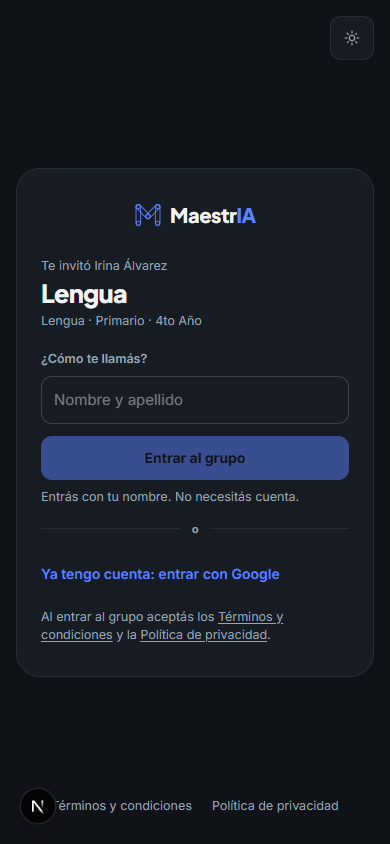 MaestrIA
Te invitó Irina Álvarez
Lengua
Lengua · Primario · 4to Año
¿Cómo te llamás?
Nombre y apellido
Entrar al grupo
Entrás con tu nombre. No necesitás cuenta.
o
Ya tengo cuenta: entrar con Google
Al entrar al grupo aceptás los Términos y
condiciones y la Política de privacidad.
N
Términos y condiciones Política de privacidad